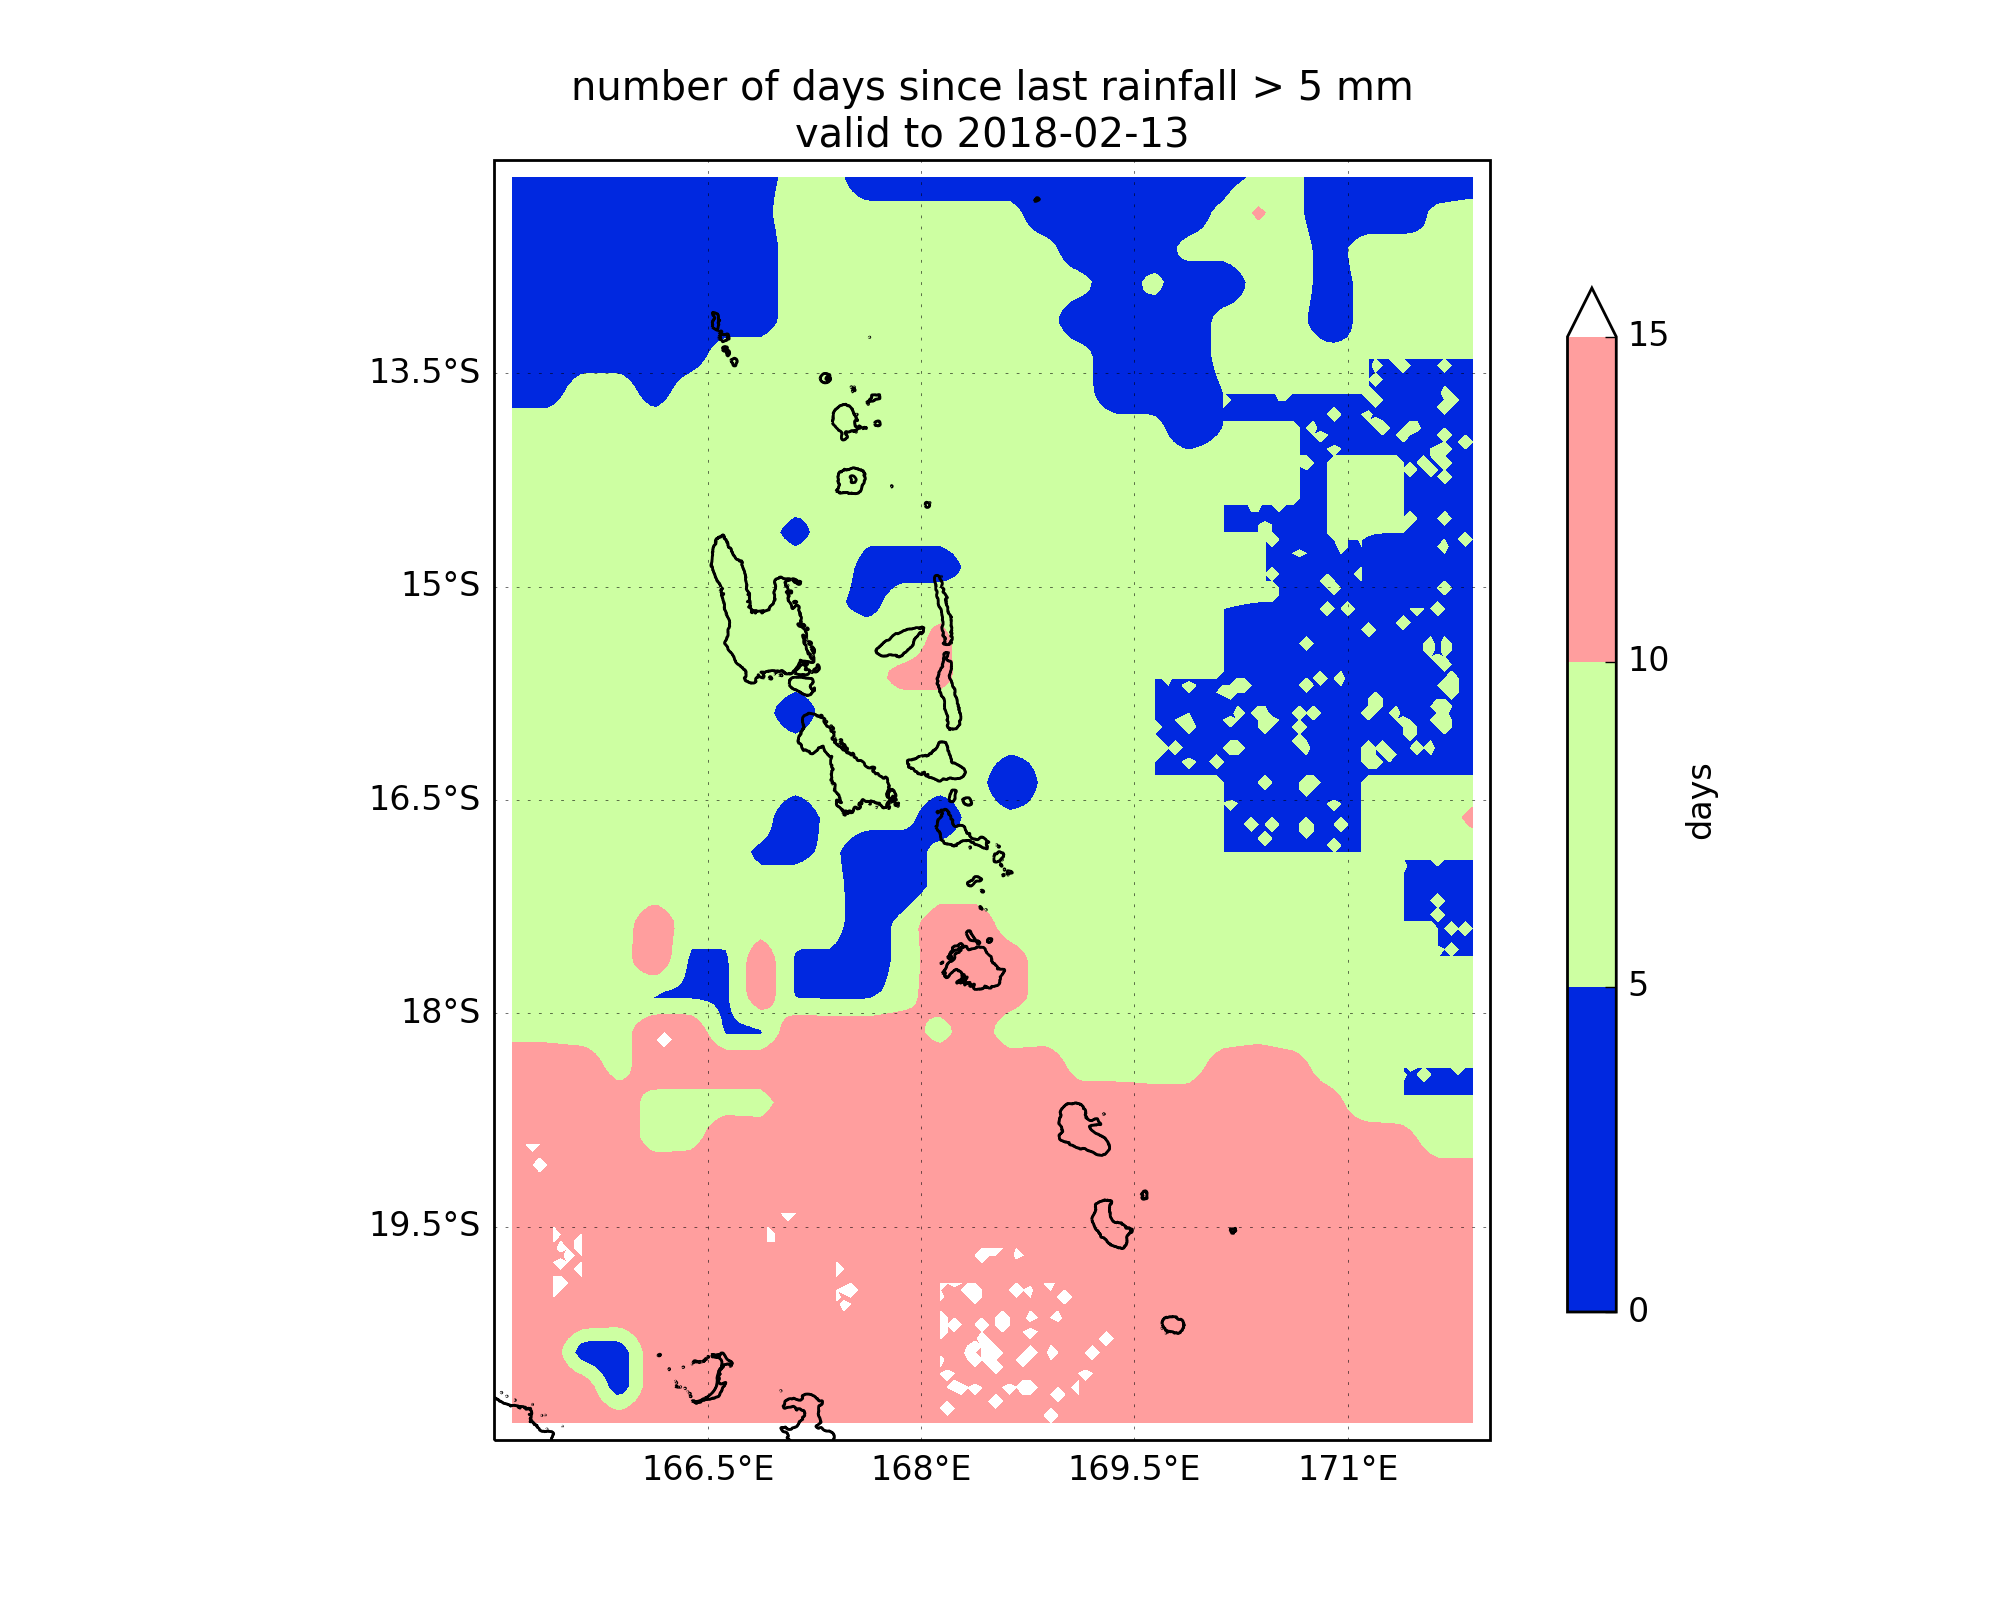 number of days since last rainfall > 5 mm
valid to 2018-02-13
13.5°S
15°S
16.5°S
18°S
19.5°S
166.5°E
168°E
169.5°E
171°E
15
10
5
0
days